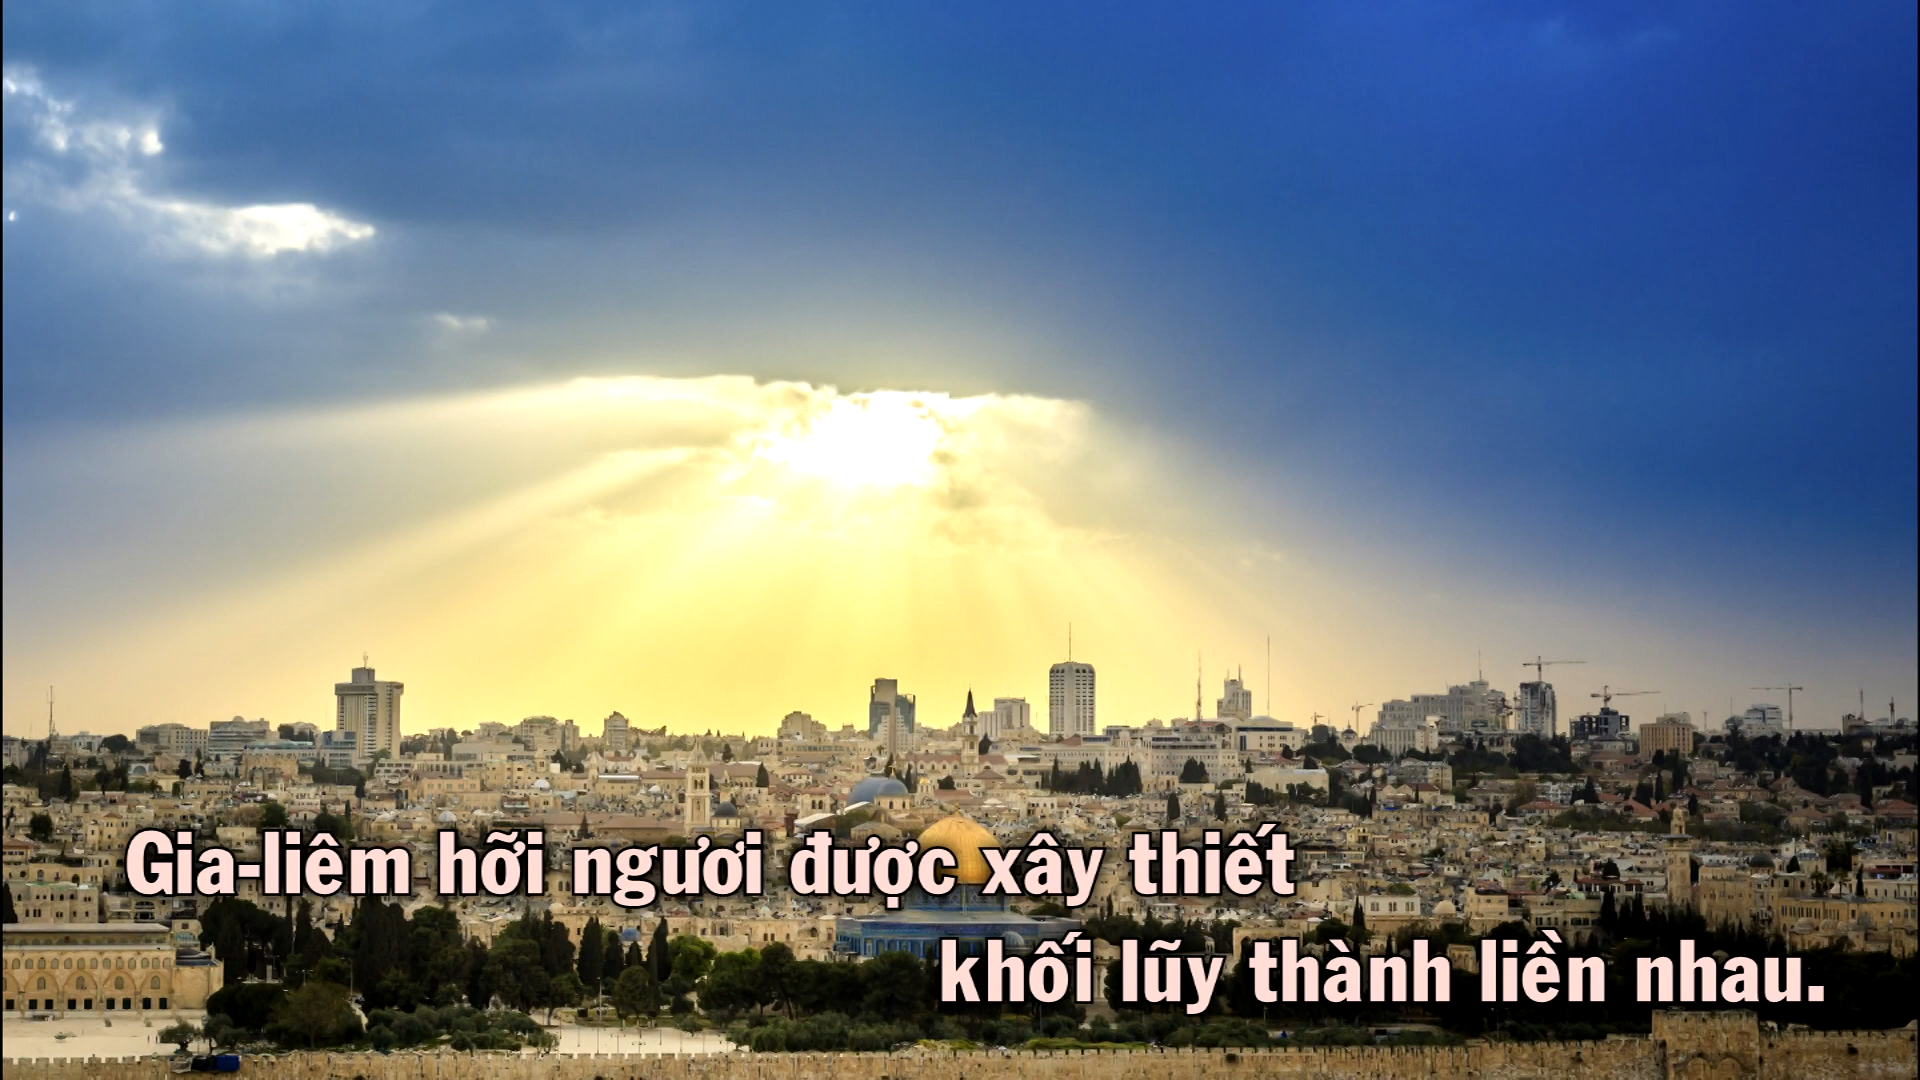 Gia-liêm hỡi ngươi được xây thiết
khối lũy thành liền nhau.